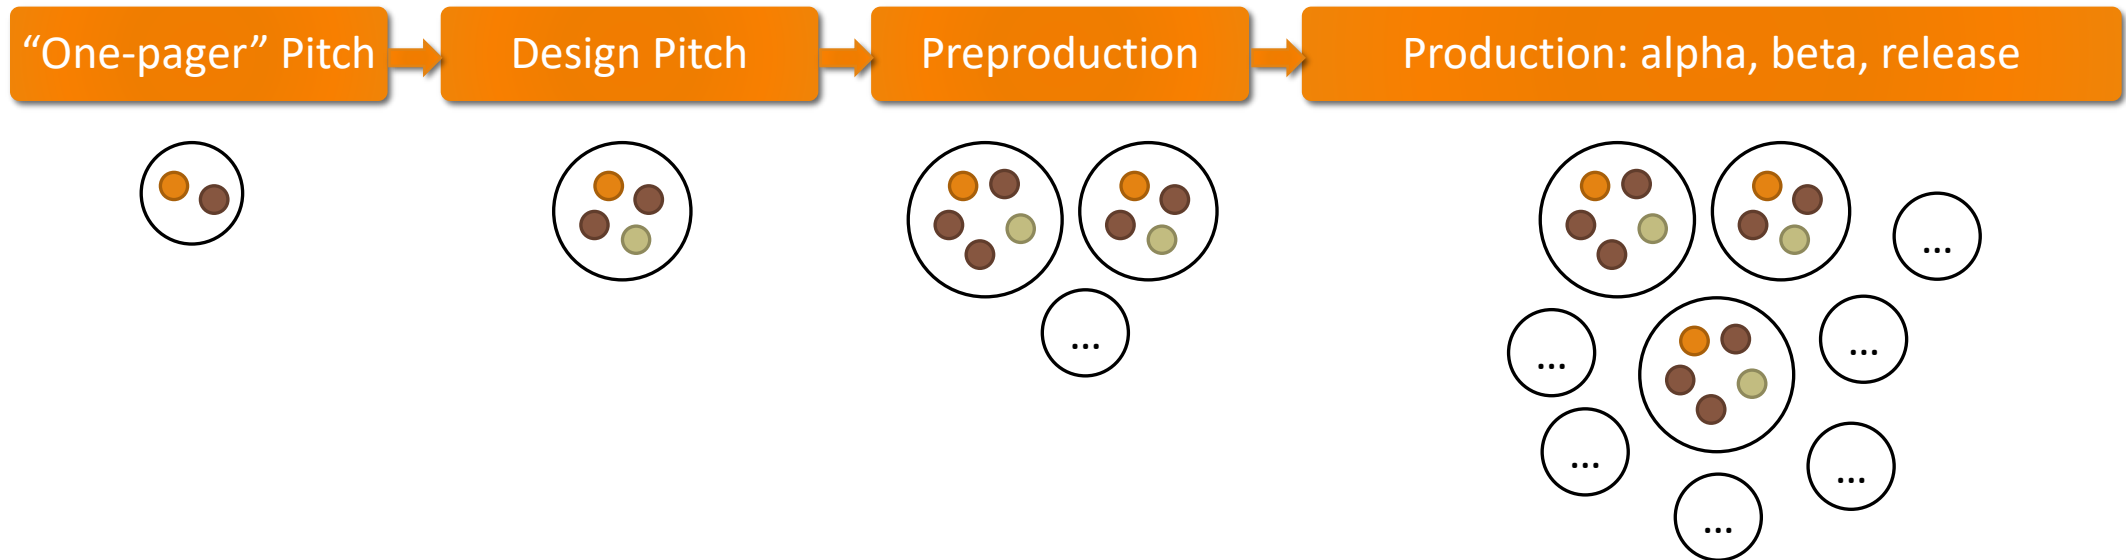 “One-pager” Pitch
Design Pitch
Preproduction
Production: alpha, beta, release
...
...
...
...
...
...
...
...